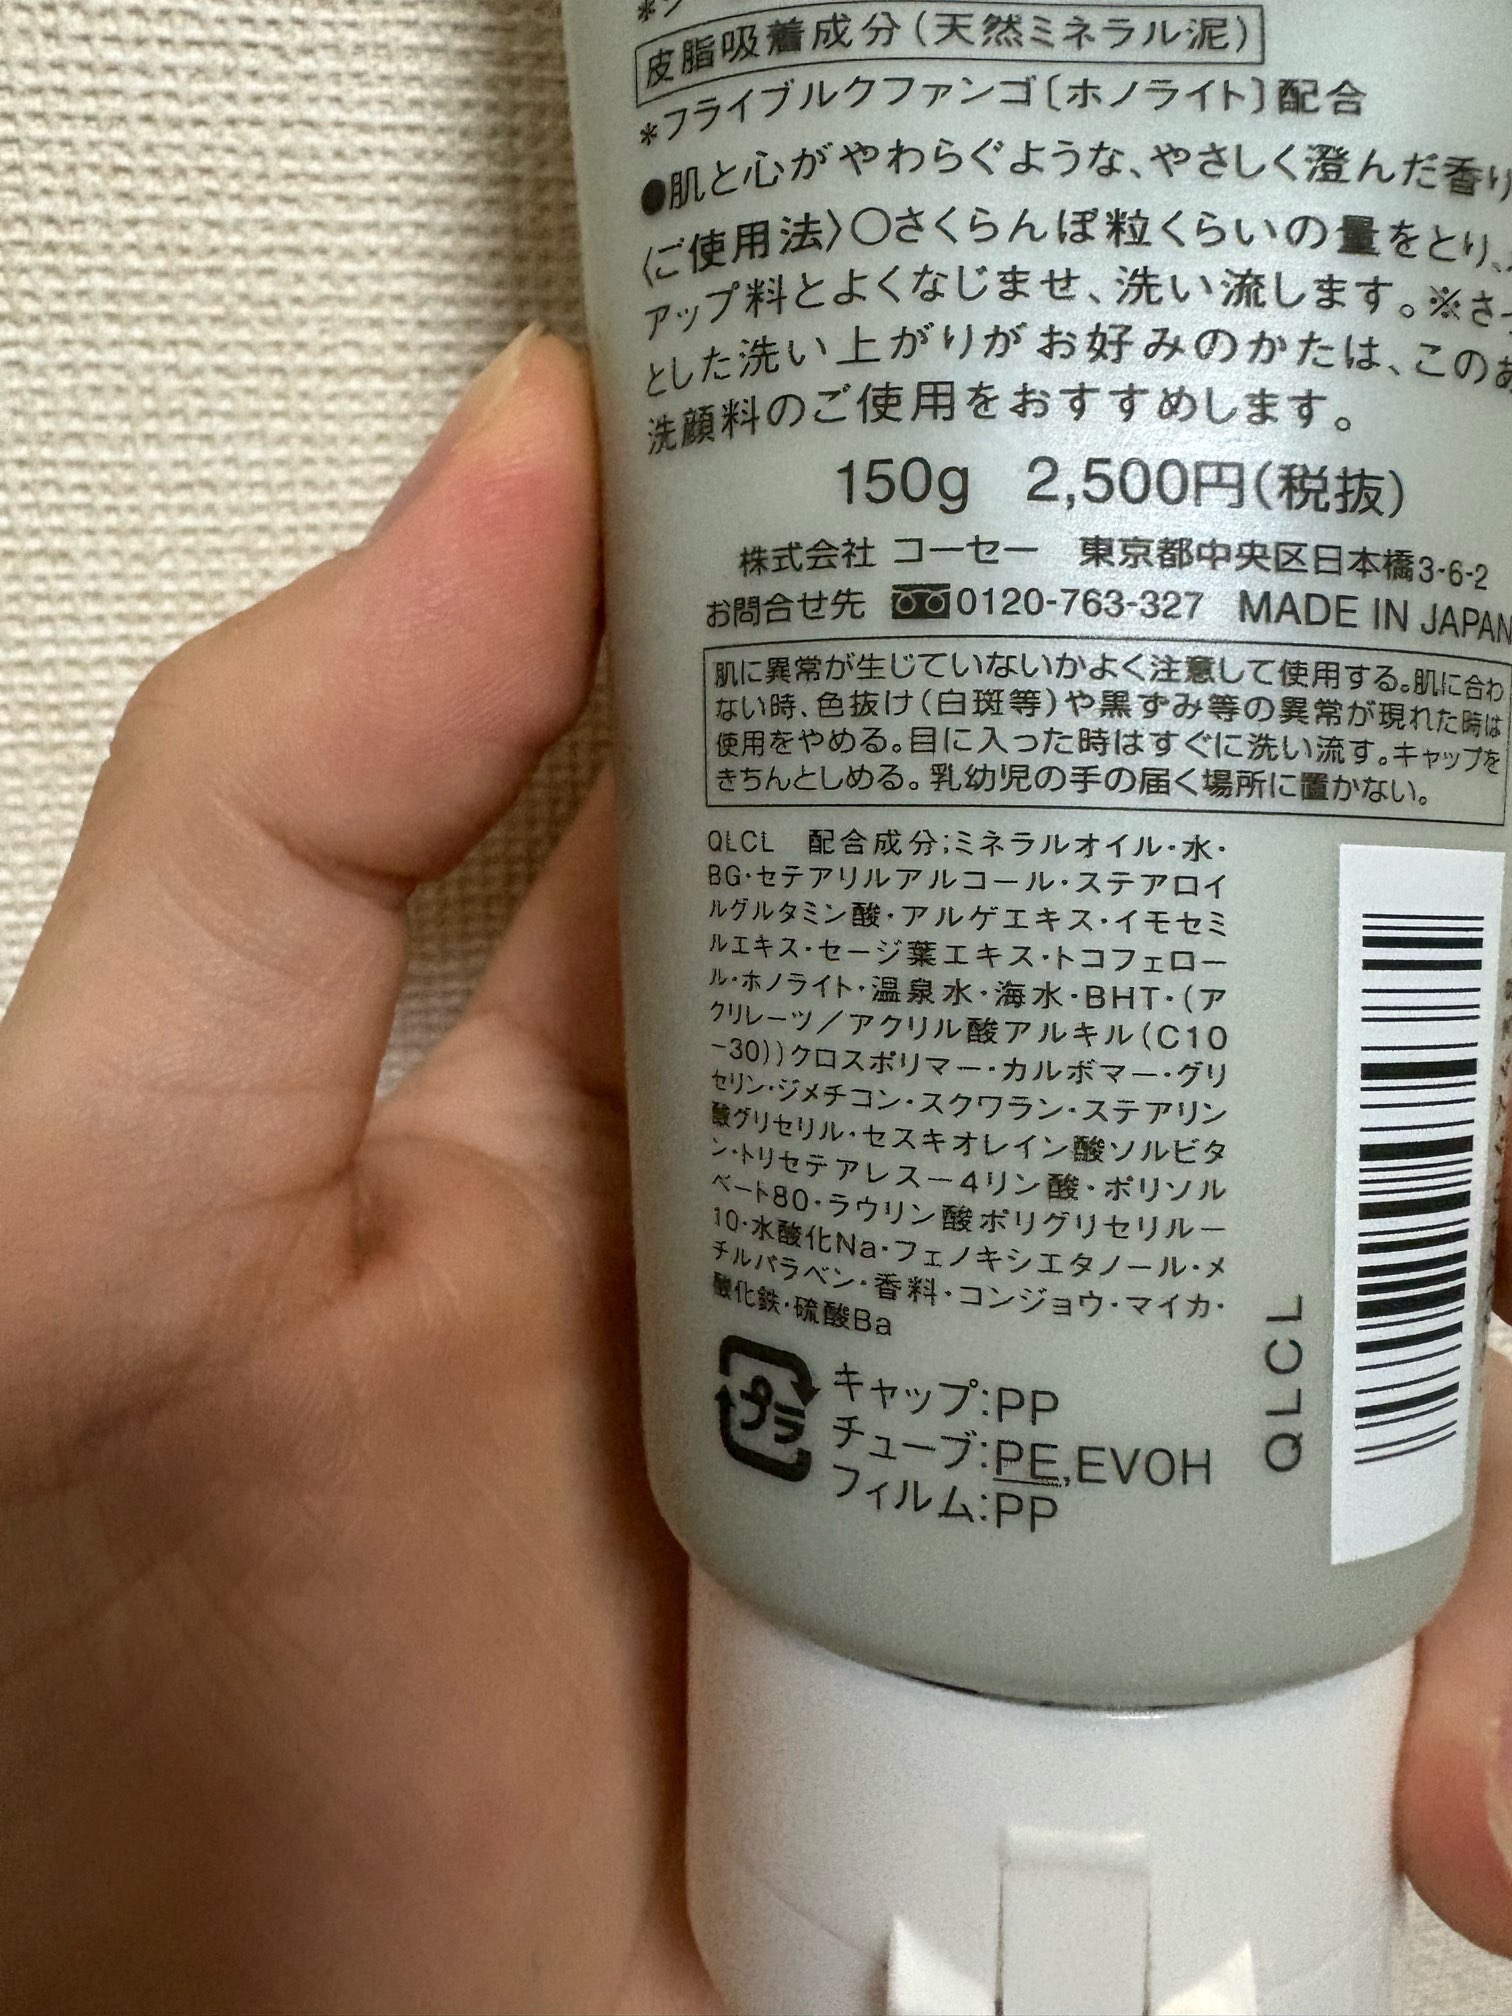 皮脂吸着成分(天然ミネラル泥)
*フライブルクファンゴ〔ホノライト〕配合
●肌と心がやわらぐような、やさしく澄んだ香り
〈ご使用法〉○さくらんぼ粒くらいの量をとり、
アップ料とよくなじませ、洗い流します。※さっ
とした洗い上がりがお好みのかたは、このあ
洗顔料のご使用をおすすめします。
150g 2,500円(税抜)
株式会社 コーセー 東京都中央区日本橋3-6-2
お問合せ先 0120-763-327 MADE IN JAPAN
肌に異常が生じていないかよく注意して使用する。肌に合わ
ない時、色抜け(白斑等)や黒ずみ等の異常が現れた時は
使用をやめる。目に入った時はすぐに洗い流す。キャップを
きちんとしめる。乳幼児の手の届く場所に置かない。
QLCL 配合成分;ミネラルオイル・水・
BG・セテアリルアルコール・ステアロイ
ルグルタミン酸・アルゲエキス・イモセミ
ルエキス・セージ葉エキス・トコフェロー
ル・ホノライト・温泉水・海水・BHT・(ア
クリレーツ/アクリル酸アルキル(C10
-30))クロスポリマー・カルボマー・グリ
セリン・ジメチコン・スクワラン・ステアリン
酸グリセリル・セスキオレイン酸ソルビタ
ン・トリセテアレス-4リン酸・ポリソル
ベート80・ラウリン酸ポリグリセリル-
10・水酸化Na・フェノキシエタノール・メ
チルパラベン・香料・コンジョウ・マイカ・
酸化鉄・硫酸Ba
プラ
キャップ:PP
チューブ:PE,EVOH
フィルム:PP
QLCL